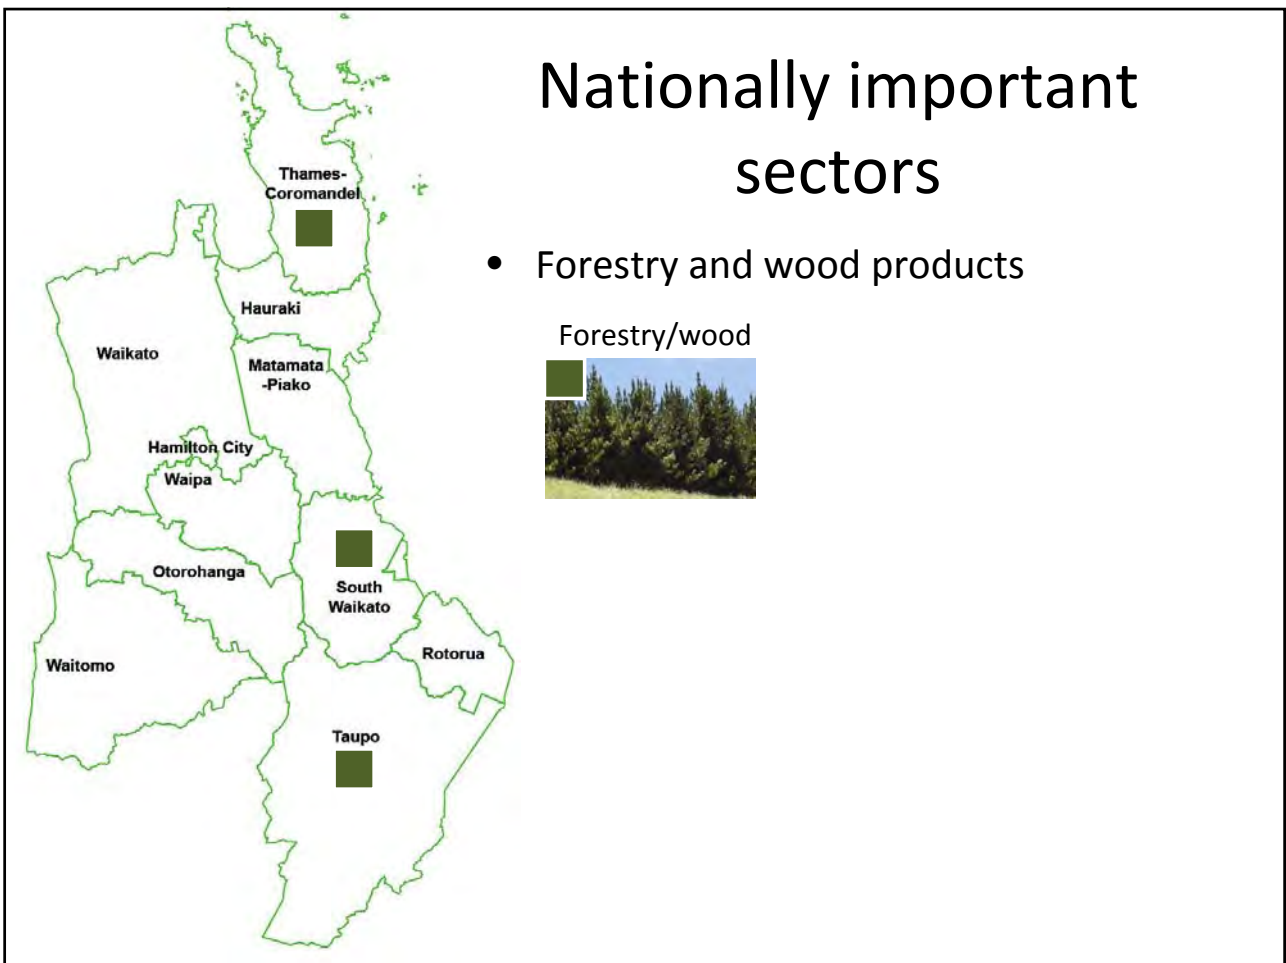 Nationally important
sectors
• Forestry and wood products
Forestry/wood
Thames-
Coromandel
Hauraki
Waikato
Matamata
-Piako
Hamilton City
Waipa
Otorohanga
South
Waikato
Rotorua
Waitomo
Taupo